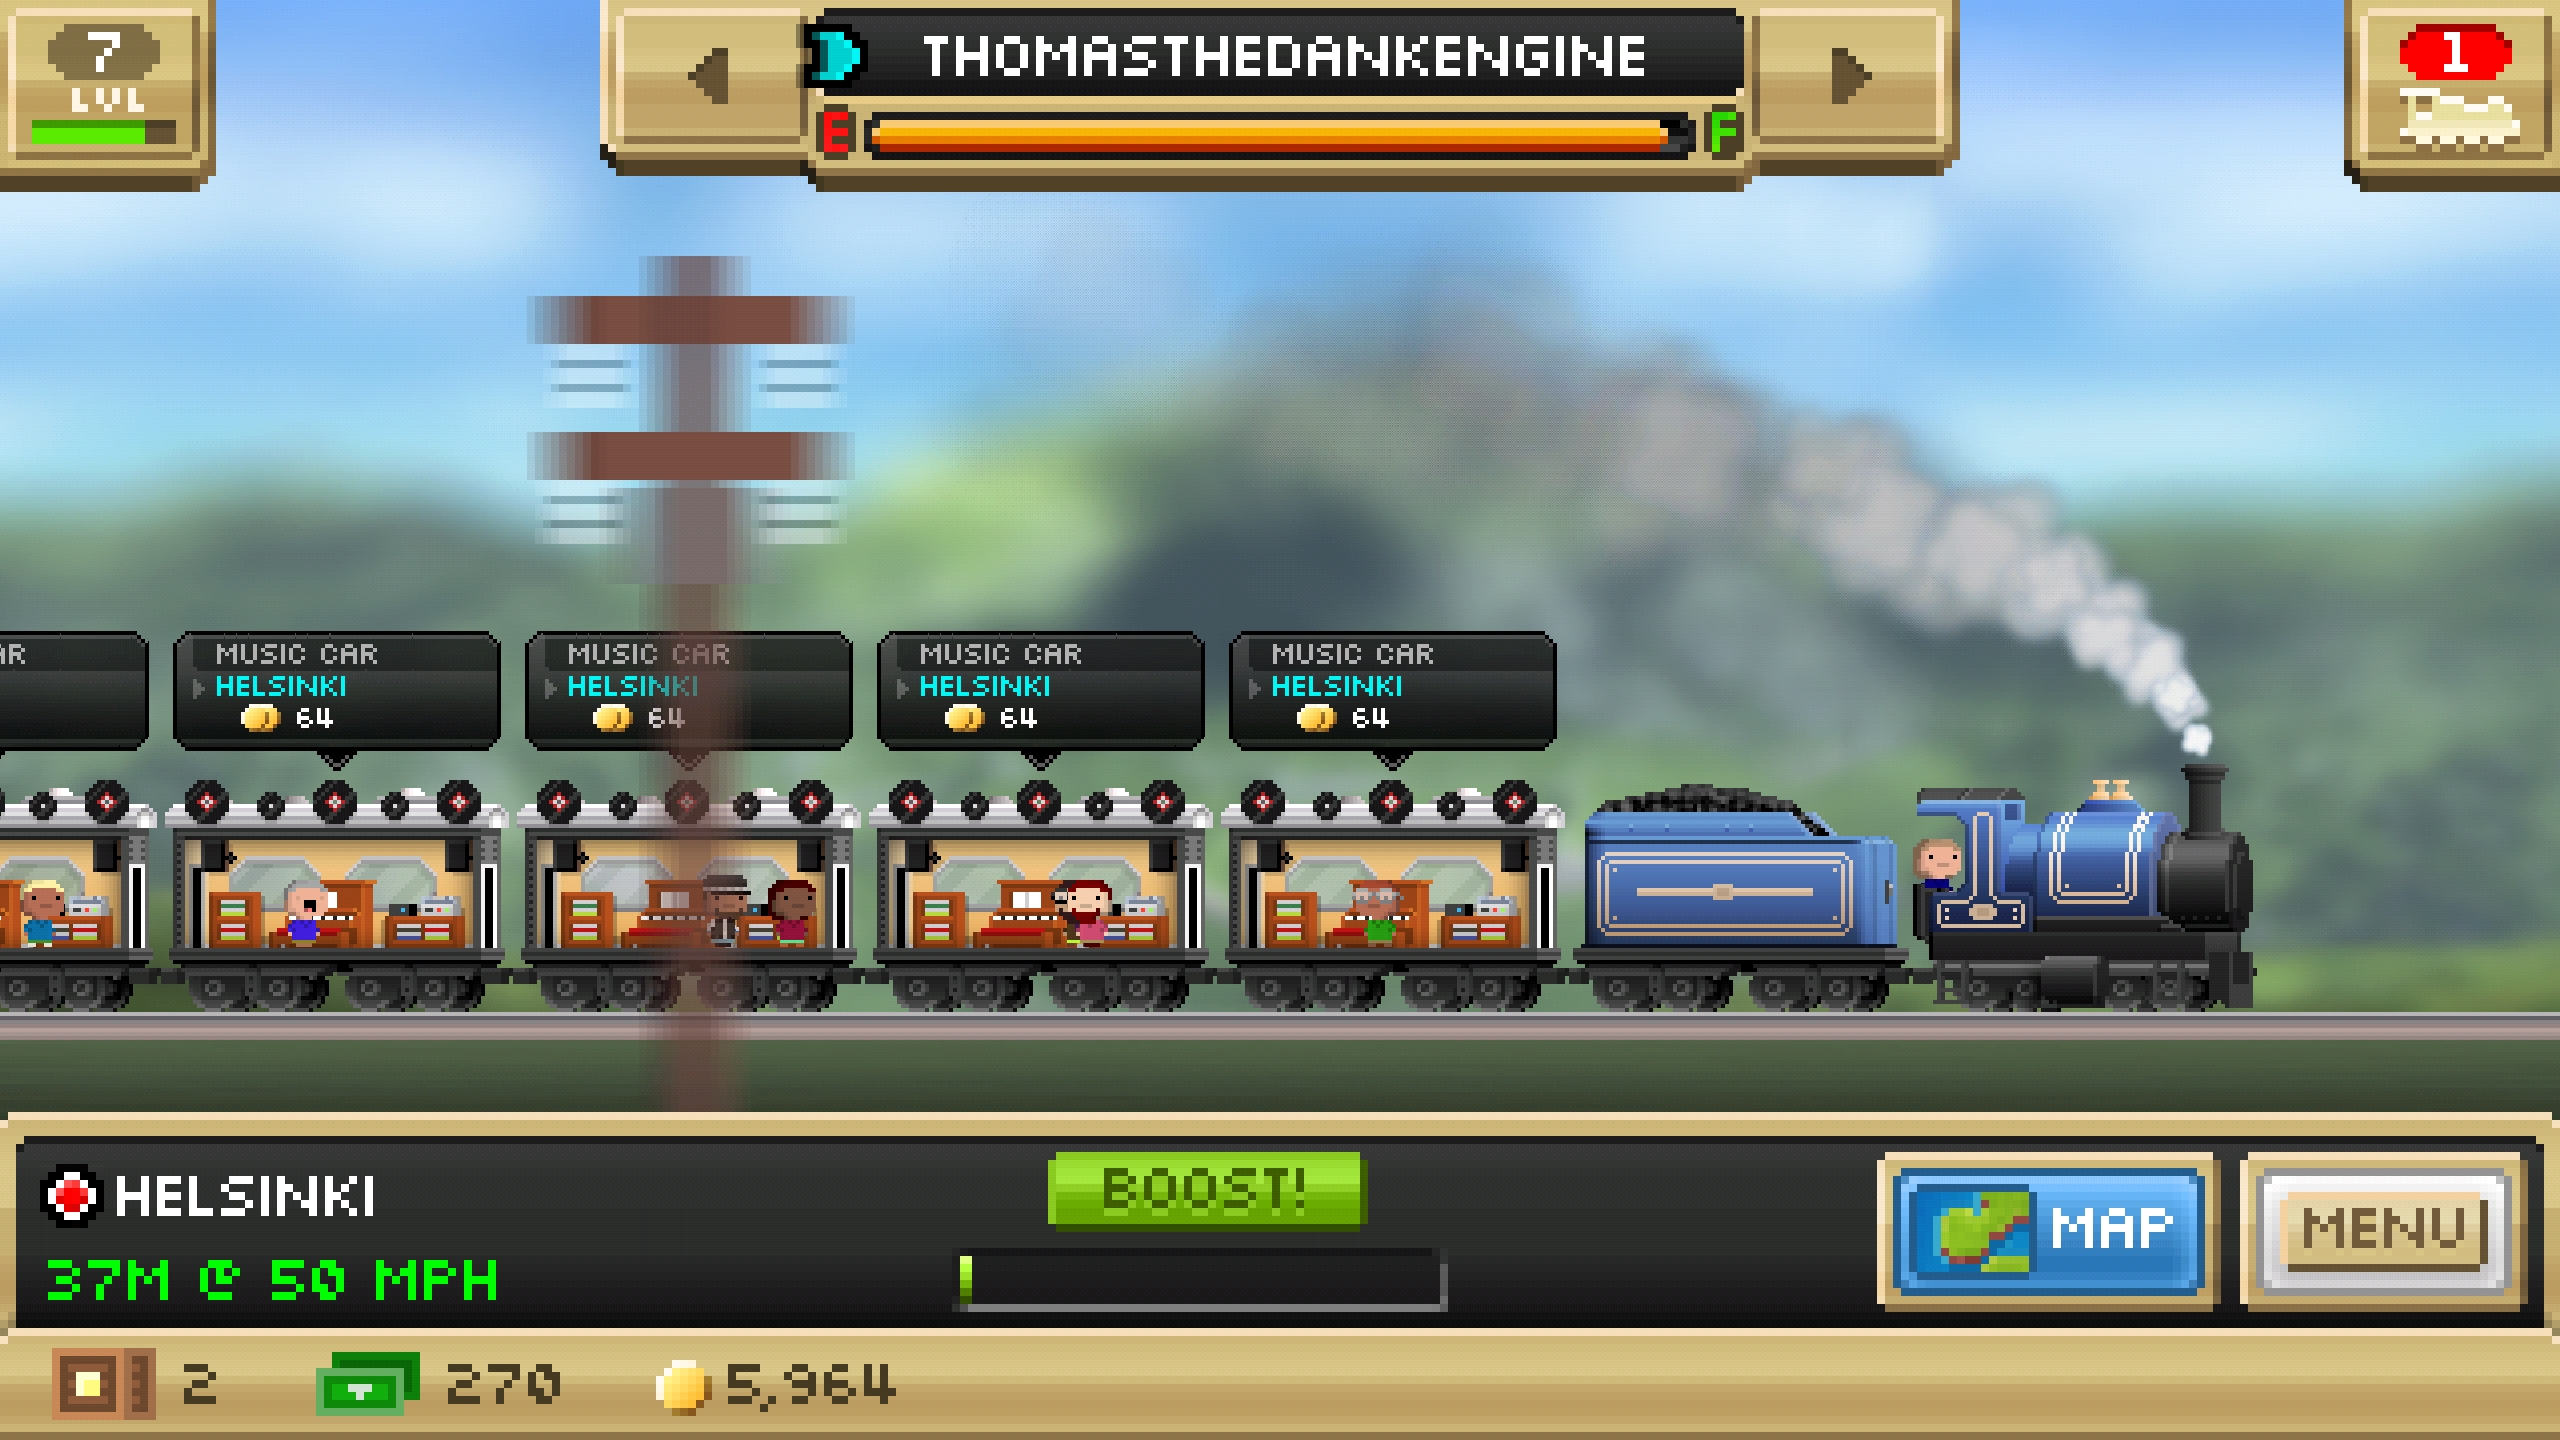 7
LVL
THOMASTHEDANKENGINE
E
F
1
AR
MUSIC CAR
HELSINKI
64
MUSIC CAR
HELSINKI
64
MUSIC CAR
HELSINKI
64
MUSIC CAR
HELSINKI
64
HELSINKI
37M @ 50 MPH
BOOST!
MAP
MENU
2
270
5,964